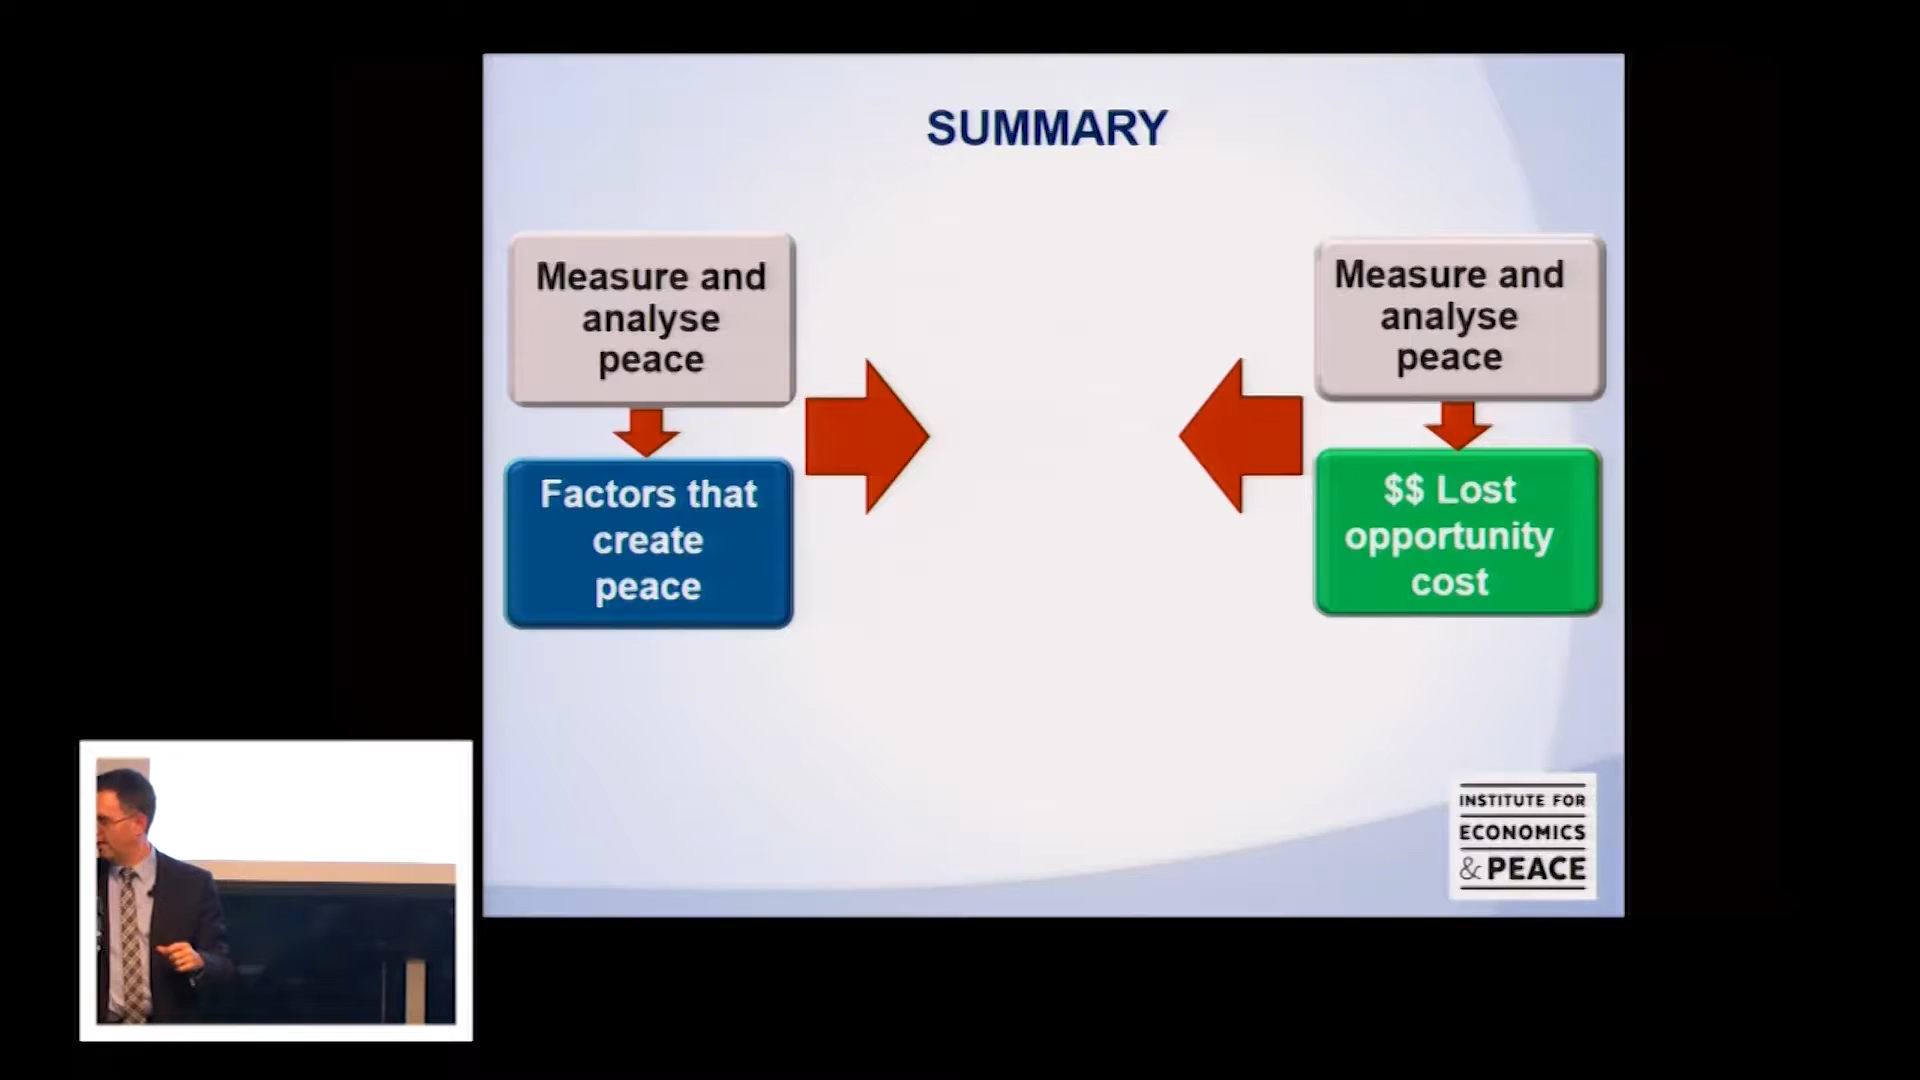 SUMMARY
Measure and
analyse
peace
Factors that
create
peace
Measure and
analyse
peace
$$ Lost
opportunity
cost
INSTITUTE FOR
ECONOMICS
& PEACE